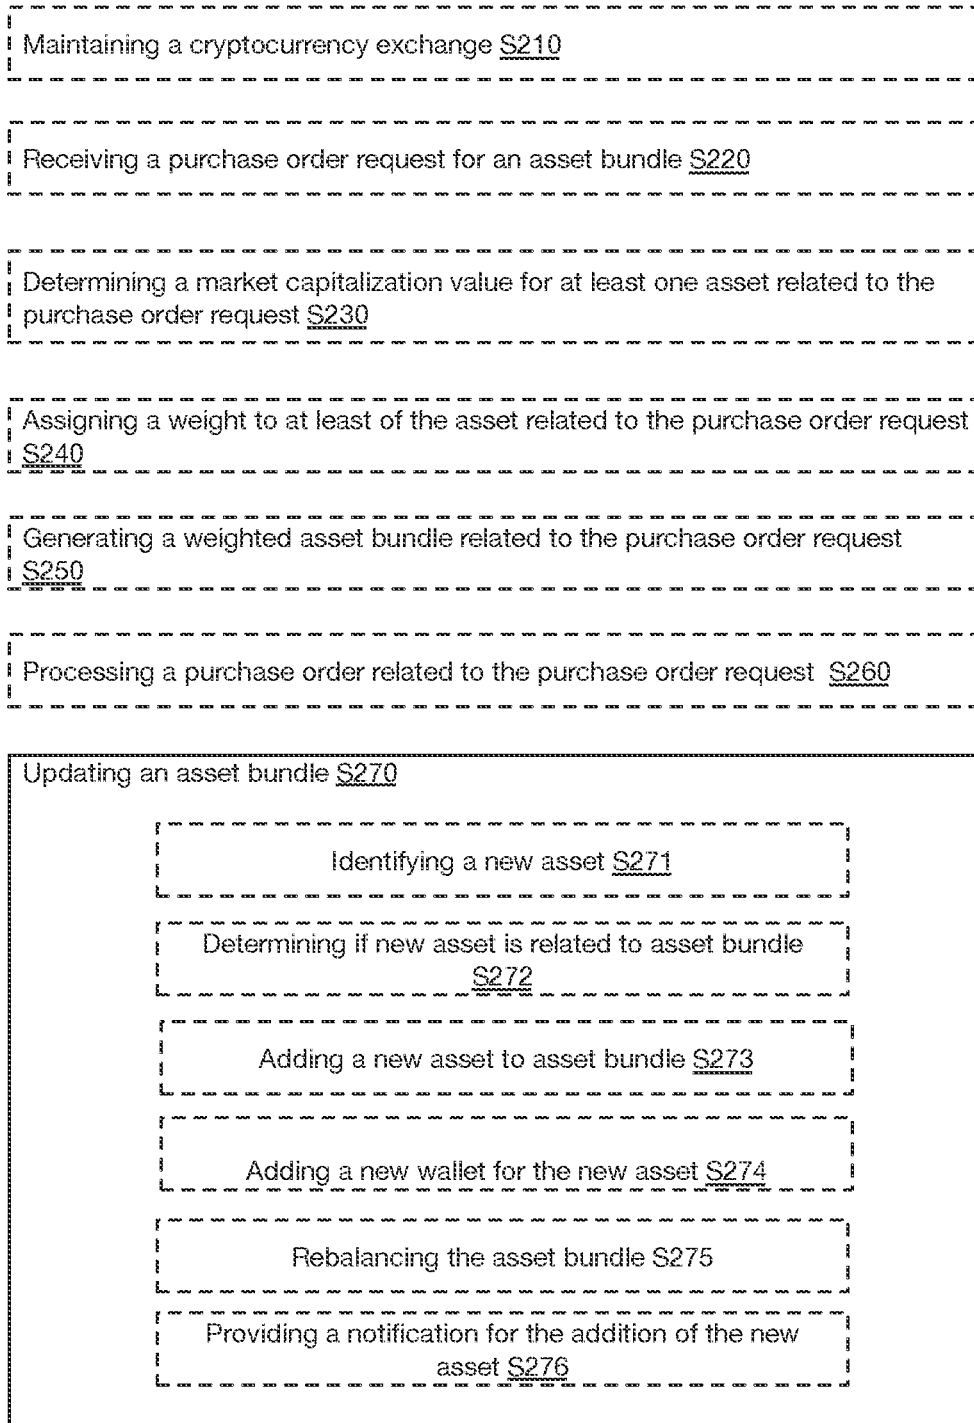 Maintaining a cryptocurrency exchange S210
Receiving a purchase order request for an asset bundle S220
Determining a market capitalization value for at least one asset related to the
purchase order request S230
Assigning a weight to at least of the asset related to the purchase order request
S240
Generating a weighted asset bundle related to the purchase order request
S250
Processing a purchase order related to the purchase order request S260
Updating an asset bundle S270
Identifying a new asset S271
Determining if new asset is related to asset bundle
S272
Adding a new asset to asset bundle S273
Adding a new wallet for the new asset S274
Rebalancing the asset bundle S275
Providing a notification for the addition of the new
asset S276